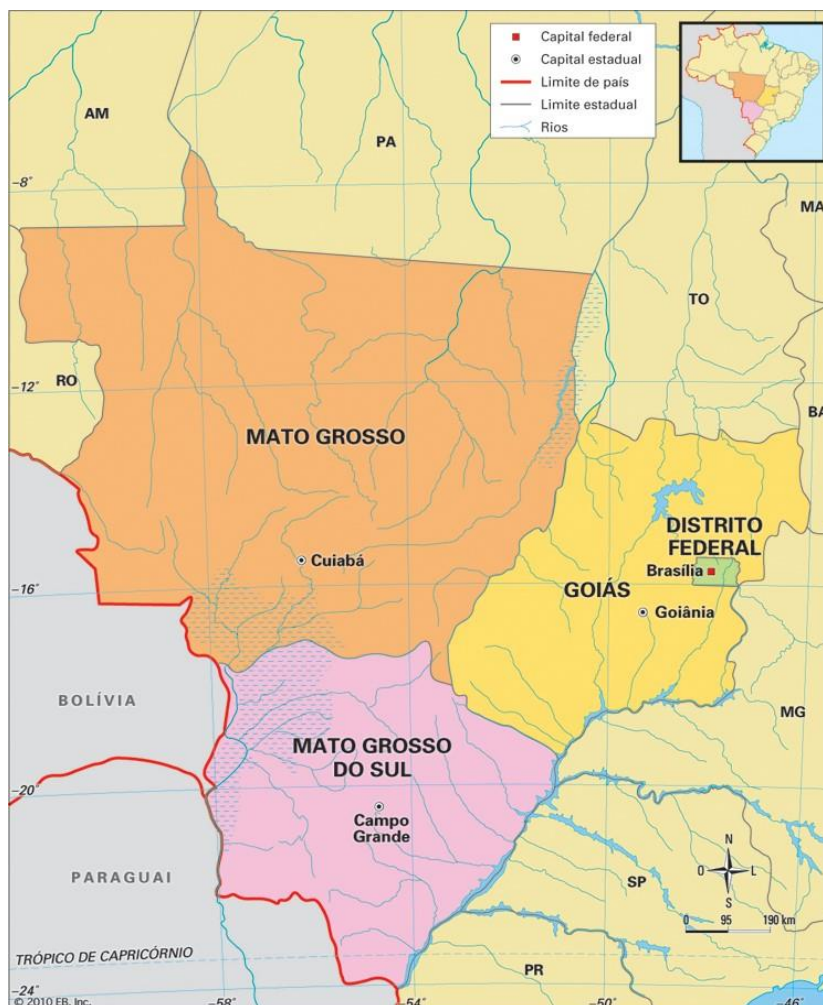 Capital federal
Capital estadual
Limite de país
Limite estadual
Rios
AM
PA
−8°
MA
TO
RO
−12°
BA
MATO GROSSO
DISTRITO
FEDERAL
Cuiabá
Brasília
−16°
GOIÁS
Goiânia
BOLÍVIA
MG
MATO GROSSO
DO SUL
−20°
Campo
Grande
PARAGUAI
SP
N
O
L
S
0 95 190 km
TRÓPICO DE CAPRICÓRNIO
PR
−24°
© 2010 EB, Inc.
−58°
−54°
−50°
−46°